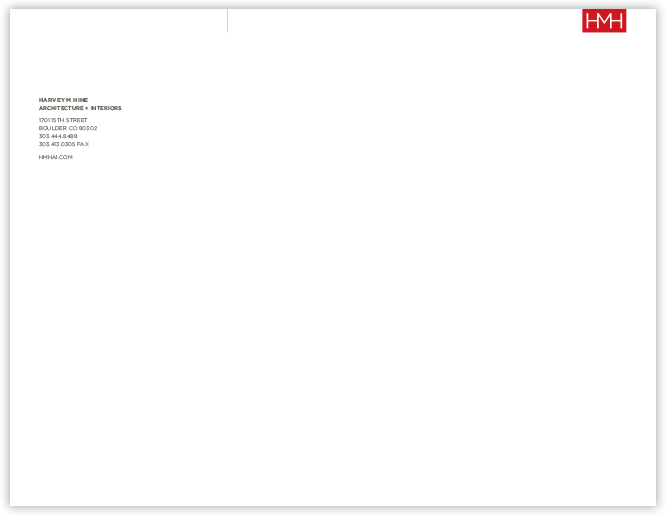 HMH
HARVEY M HINE
ARCHITECTURE + INTERIORS
1701 15TH STREET
BOULDER CO 80302
303.444.8488
303.413.0305 FAX
HMHAI.COM